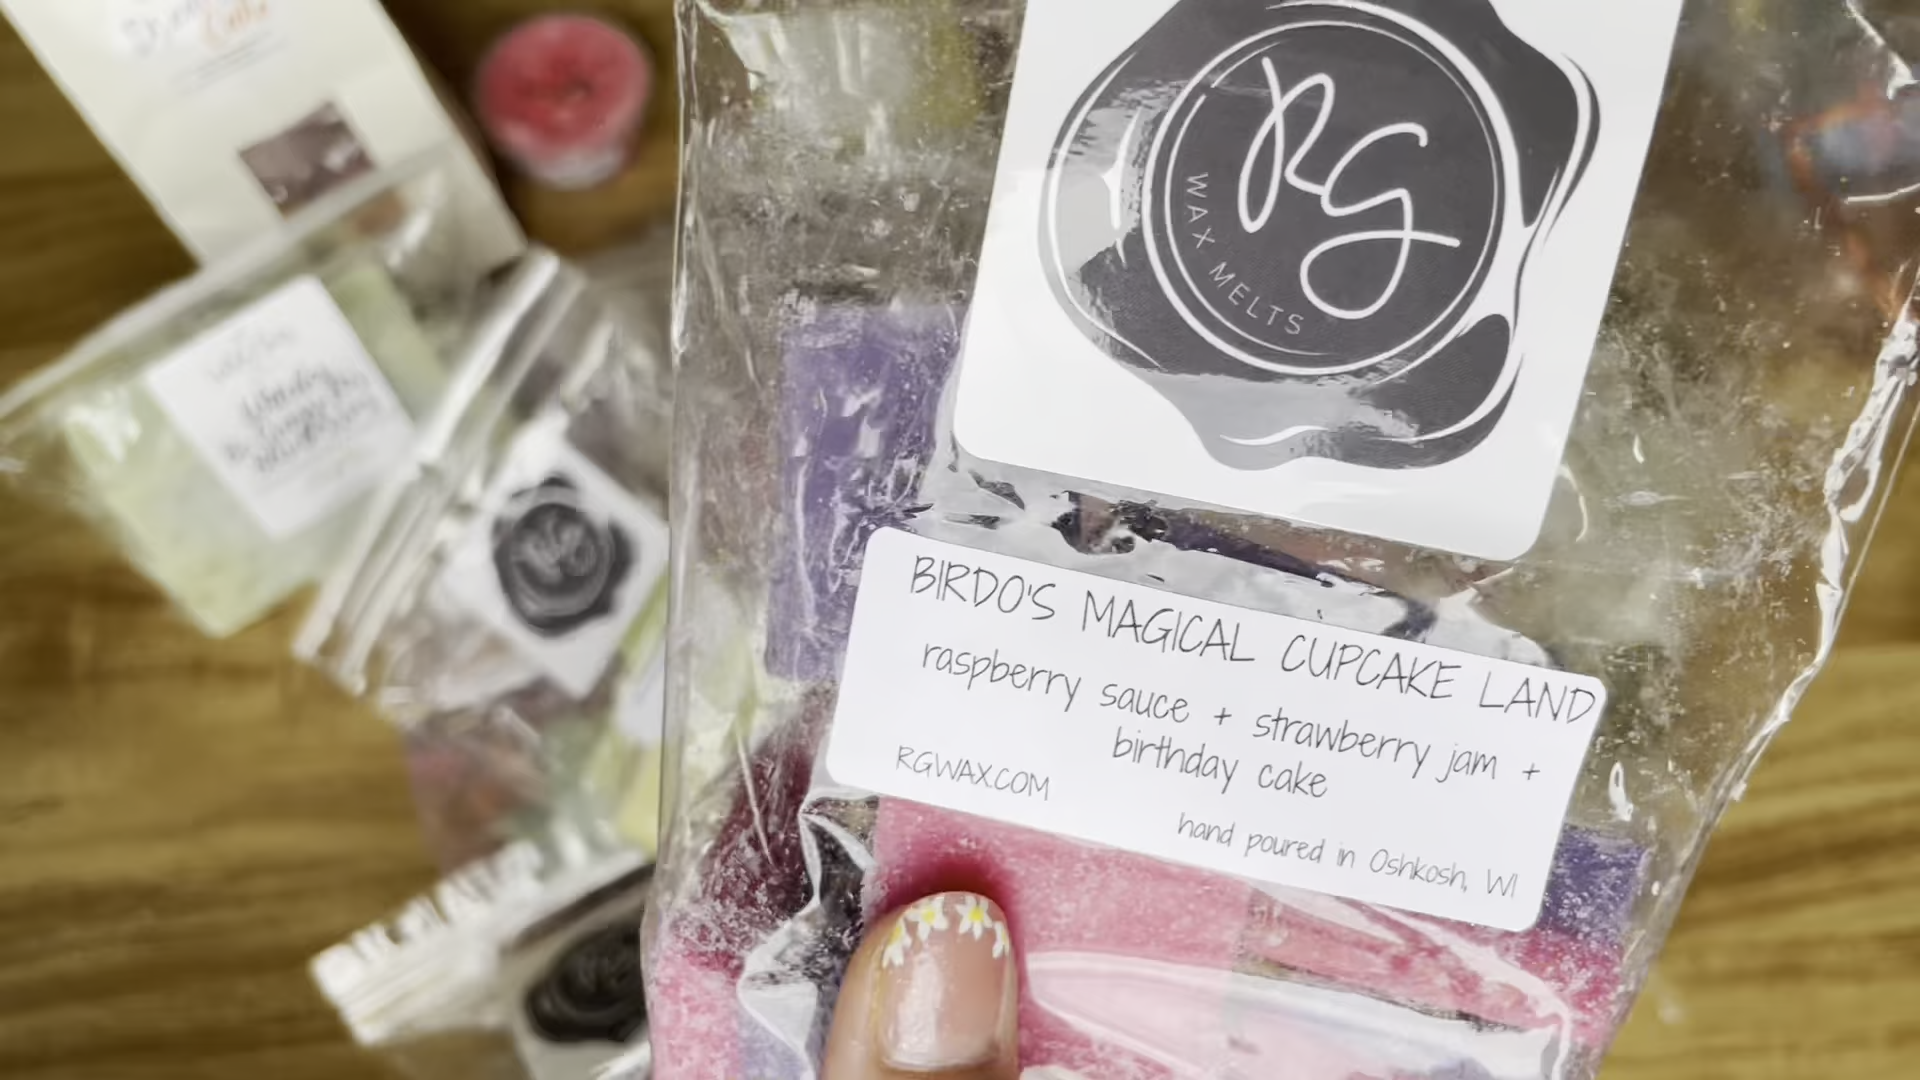 RG
WAX MELTS
BIRDO'S MAGICAL CUPCAKE LAND
raspberry sauce + strawberry jam +
birthday cake
RGWAX.COM
hand poured in Oshkosh, WI